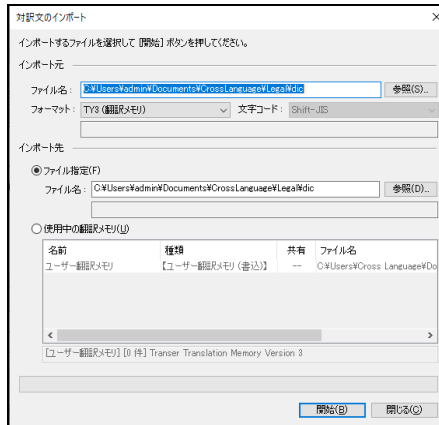 対訳文のインポート
インポートするファイルを選択して [開始] ボタンを押してください。
インポート元
ファイル名： C:¥Users¥admin¥Documents¥CrossLanguage¥Legal¥dic 参照(S)...
フォーマット： TY3 (翻訳メモリ) 文字コード： Shift-JIS
インポート先
ファイル指定(F)
ファイル名： C:¥Users¥admin¥Documents¥CrossLanguage¥Legal¥dic 参照(D)...
使用中の翻訳メモリ(U)
名前 種類 共有 ファイル名
ユーザー翻訳メモリ 【ユーザー翻訳メモリ (書込)】 -- C:¥Users¥Cross Language¥Do
[ユーザー翻訳メモリ] [0 件] Transer Translation Memory Version 3
開始(B) 閉じる(C)